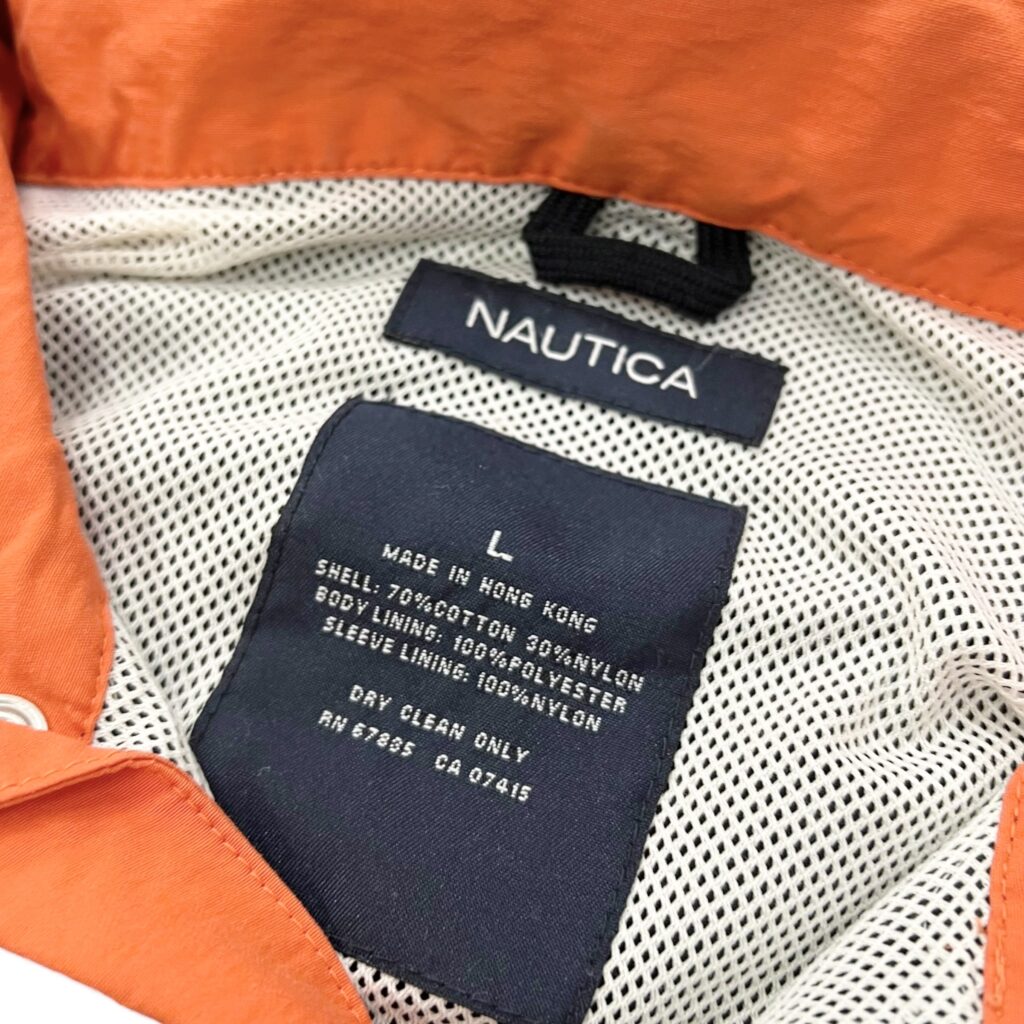 NAUTICA
L
MADE IN HONG KONG
SHELL: 70%COTTON 30%NYLON
BODY LINING: 100%POLYESTER
SLEEVE LINING: 100%NYLON
DRY CLEAN ONLY
RN 67835 CA 07415